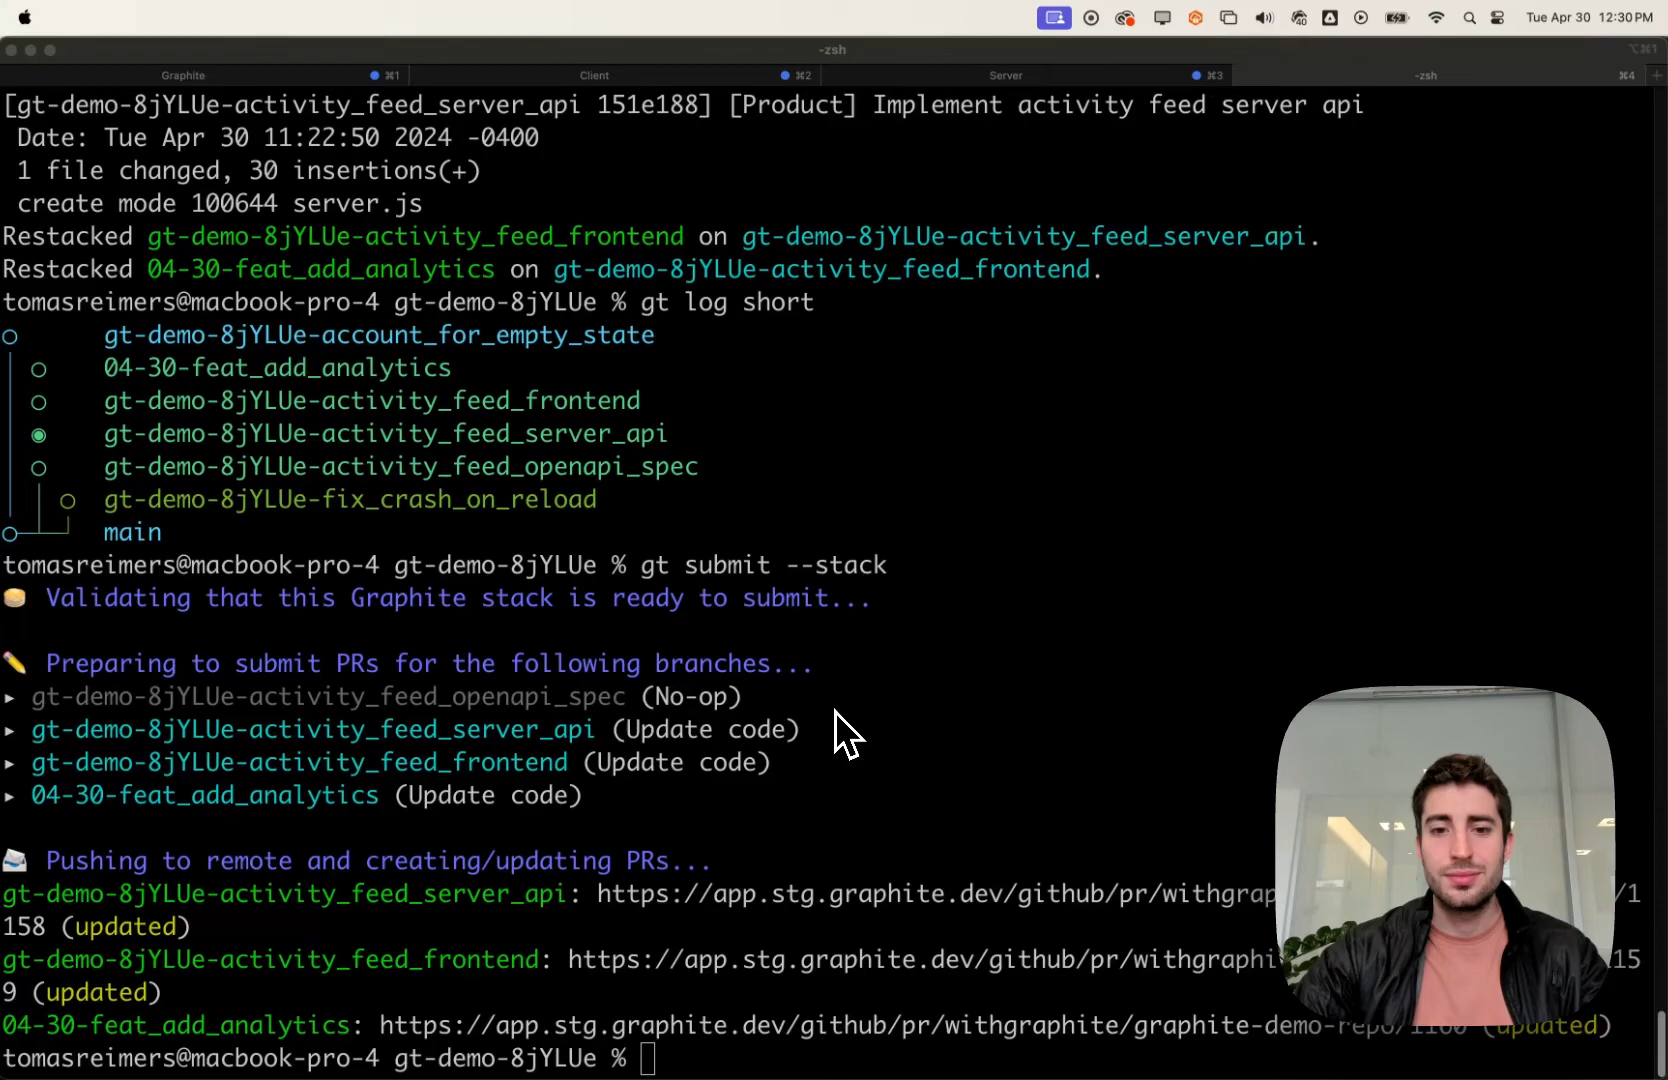 Tue Apr 30 12:30 PM
-zsh
⌥⌘1
Graphite ⌘1 Client ⌘2 Server ⌘3 -zsh ⌘4
[gt-demo-8jYLUe-activity_feed_server_api 151e188] [Product] Implement activity feed server api
Date: Tue Apr 30 11:22:50 2024 -0400
1 file changed, 30 insertions(+)
create mode 100644 server.js
Restacked gt-demo-8jYLUe-activity_feed_frontend on gt-demo-8jYLUe-activity_feed_server_api.
Restacked 04-30-feat_add_analytics on gt-demo-8jYLUe-activity_feed_frontend.
tomasreimers@macbook-pro-4 gt-demo-8jYLUe % gt log short
gt-demo-8jYLUe-account_for_empty_state
04-30-feat_add_analytics
gt-demo-8jYLUe-activity_feed_frontend
gt-demo-8jYLUe-activity_feed_server_api
gt-demo-8jYLUe-activity_feed_openapi_spec
gt-demo-8jYLUe-fix_crash_on_reload
main
tomasreimers@macbook-pro-4 gt-demo-8jYLUe % gt submit --stack
Validating that this Graphite stack is ready to submit...
Preparing to submit PRs for the following branches...
▸ gt-demo-8jYLUe-activity_feed_openapi_spec (No-op)
▸ gt-demo-8jYLUe-activity_feed_server_api (Update code)
▸ gt-demo-8jYLUe-activity_feed_frontend (Update code)
▸ 04-30-feat_add_analytics (Update code)
Pushing to remote and creating/updating PRs...
gt-demo-8jYLUe-activity_feed_server_api: https://app.stg.graphite.dev/github/pr/withgrap /1
158 (updated)
gt-demo-8jYLUe-activity_feed_frontend: https://app.stg.graphite.dev/github/pr/withgraphi 15
9 (updated)
04-30-feat_add_analytics: https://app.stg.graphite.dev/github/pr/withgraphite/graphite-demo-repo/1160 (updated)
tomasreimers@macbook-pro-4 gt-demo-8jYLUe %